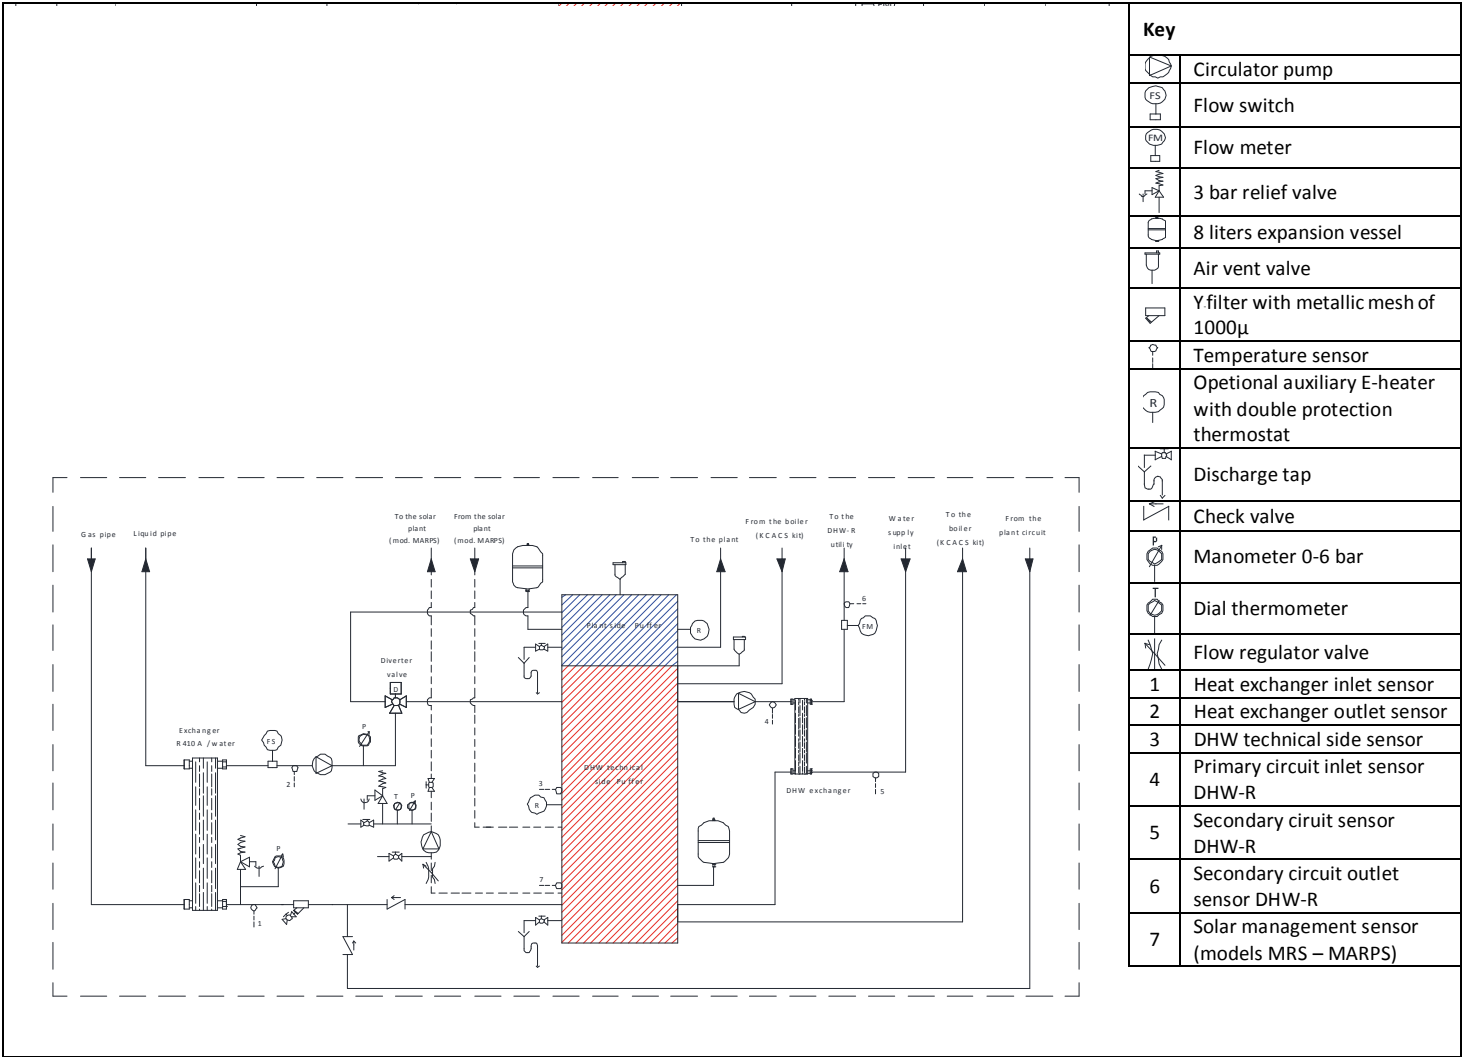 Key
Circulator pump
FS
Flow switch
FM
Flow meter
3 bar relief valve
8 liters expansion vessel
Air vent valve
Y filter with metallic mesh of
1000µ
Temperature sensor
R
Opetional auxiliary E-heater
with double protection
thermostat
Discharge tap
Check valve
P
Manometer 0-6 bar
T
Dial thermometer
Flow regulator valve
1 Heat exchanger inlet sensor
2 Heat exchanger outlet sensor
3 DHW technical side sensor
4 Primary circuit inlet sensor
DHW-R
5 Secondary ciruit sensor
DHW-R
6 Secondary circuit outlet
sensor DHW-R
7 Solar management sensor
(models MRS – MARPS)
Gas pipe
Liquid pipe
To the solar
plant
(mod. MARPS)
From the solar
plant
(mod. MARPS)
To the plant
From the boiler
(KCACS kit)
To the
DHW-R
utility
Water
supply
inlet
To the
boiler
(KCACS kit)
From the
plant circuit
6
FM
Plant side Puffer
R
Diverter
valve
D
4
Exchanger
R410A /water
FS
P
2
DHW technical
side Puffer
3
R
T
P
DHW exchanger
5
P
7
1